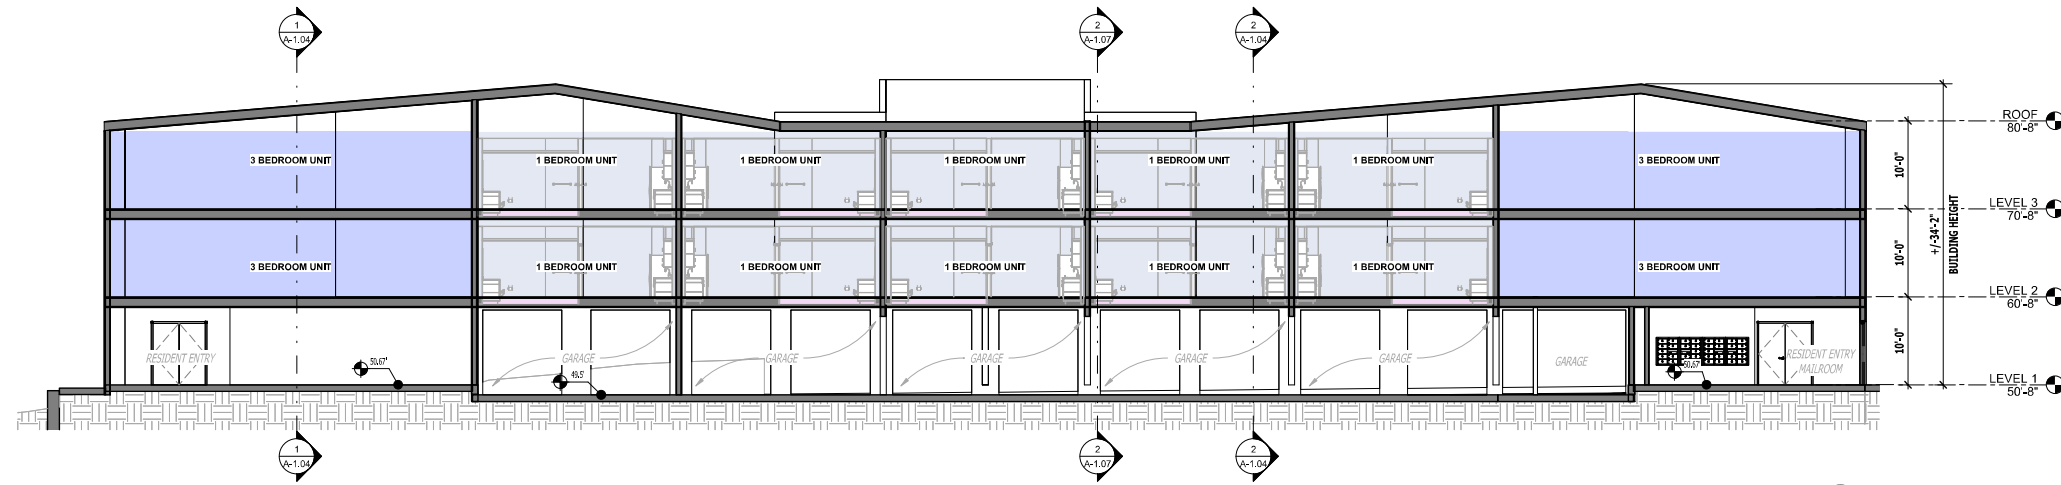 1
A-1.04
2
A-1.07
2
A-1.04
ROOF
80'-8"
3 BEDROOM UNIT
1 BEDROOM UNIT
1 BEDROOM UNIT
1 BEDROOM UNIT
1 BEDROOM UNIT
1 BEDROOM UNIT
3 BEDROOM UNIT
10'-0"
LEVEL 3
70'-8"
3 BEDROOM UNIT
1 BEDROOM UNIT
1 BEDROOM UNIT
1 BEDROOM UNIT
1 BEDROOM UNIT
1 BEDROOM UNIT
3 BEDROOM UNIT
10'-0"
+/-34'-2"
BUILDING HEIGHT
LEVEL 2
60'-8"
RESIDENT ENTRY
50.67'
GARAGE
49.5'
GARAGE
GARAGE
GARAGE
GARAGE
GARAGE
50.67'
RESIDENT ENTRY
MAILROOM
10'-0"
LEVEL 1
50'-8"
1
A-1.04
2
A-1.07
2
A-1.04